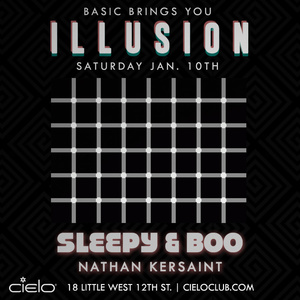 BASIC BRINGS YOU
ILLUSION
SATURDAY JAN. 10TH
SLEEPY & BOO
NATHAN KERSAINT
cielo 18 LITTLE WEST 12TH ST. | CIELOCLUB.COM